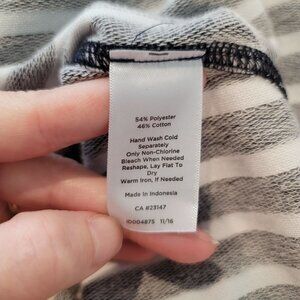 54% Polyester
46% Cotton
Hand Wash Cold
Separately
Only Non-Chlorine
Bleach When Needed
Reshape, Lay Flat To
Dry
Warm Iron, If Needed
Made in Indonesia
CA #23147
ID004875 11/16